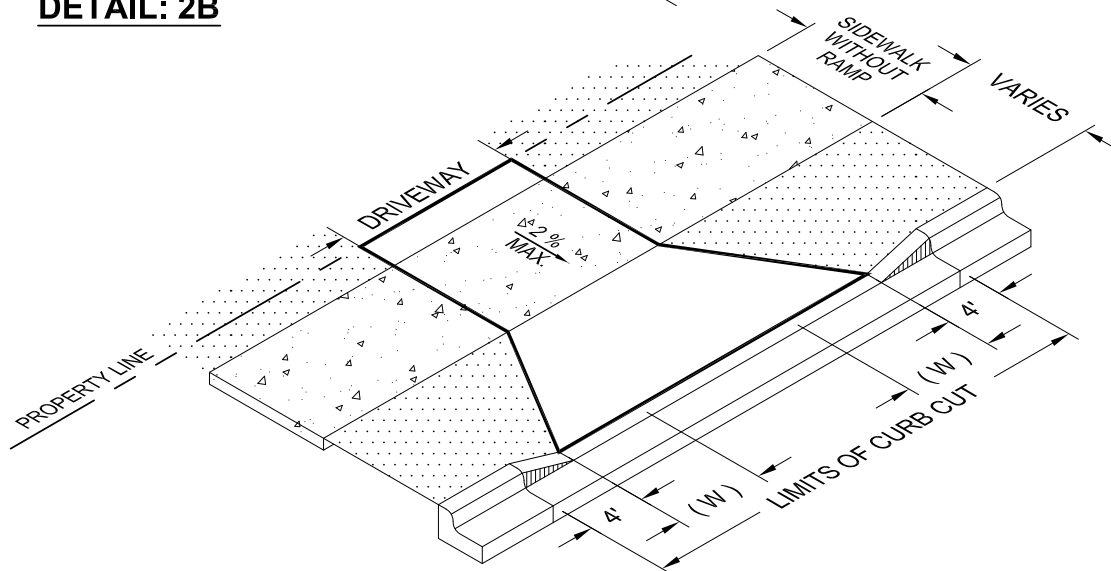 DETAIL: 2B
SIDEWALK
WITHOUT
RAMP
VARIES
DRIVEWAY
2 %
MAX.
PROPERTY LINE
4'
( W )
LIMITS OF CURB CUT
( W )
4'